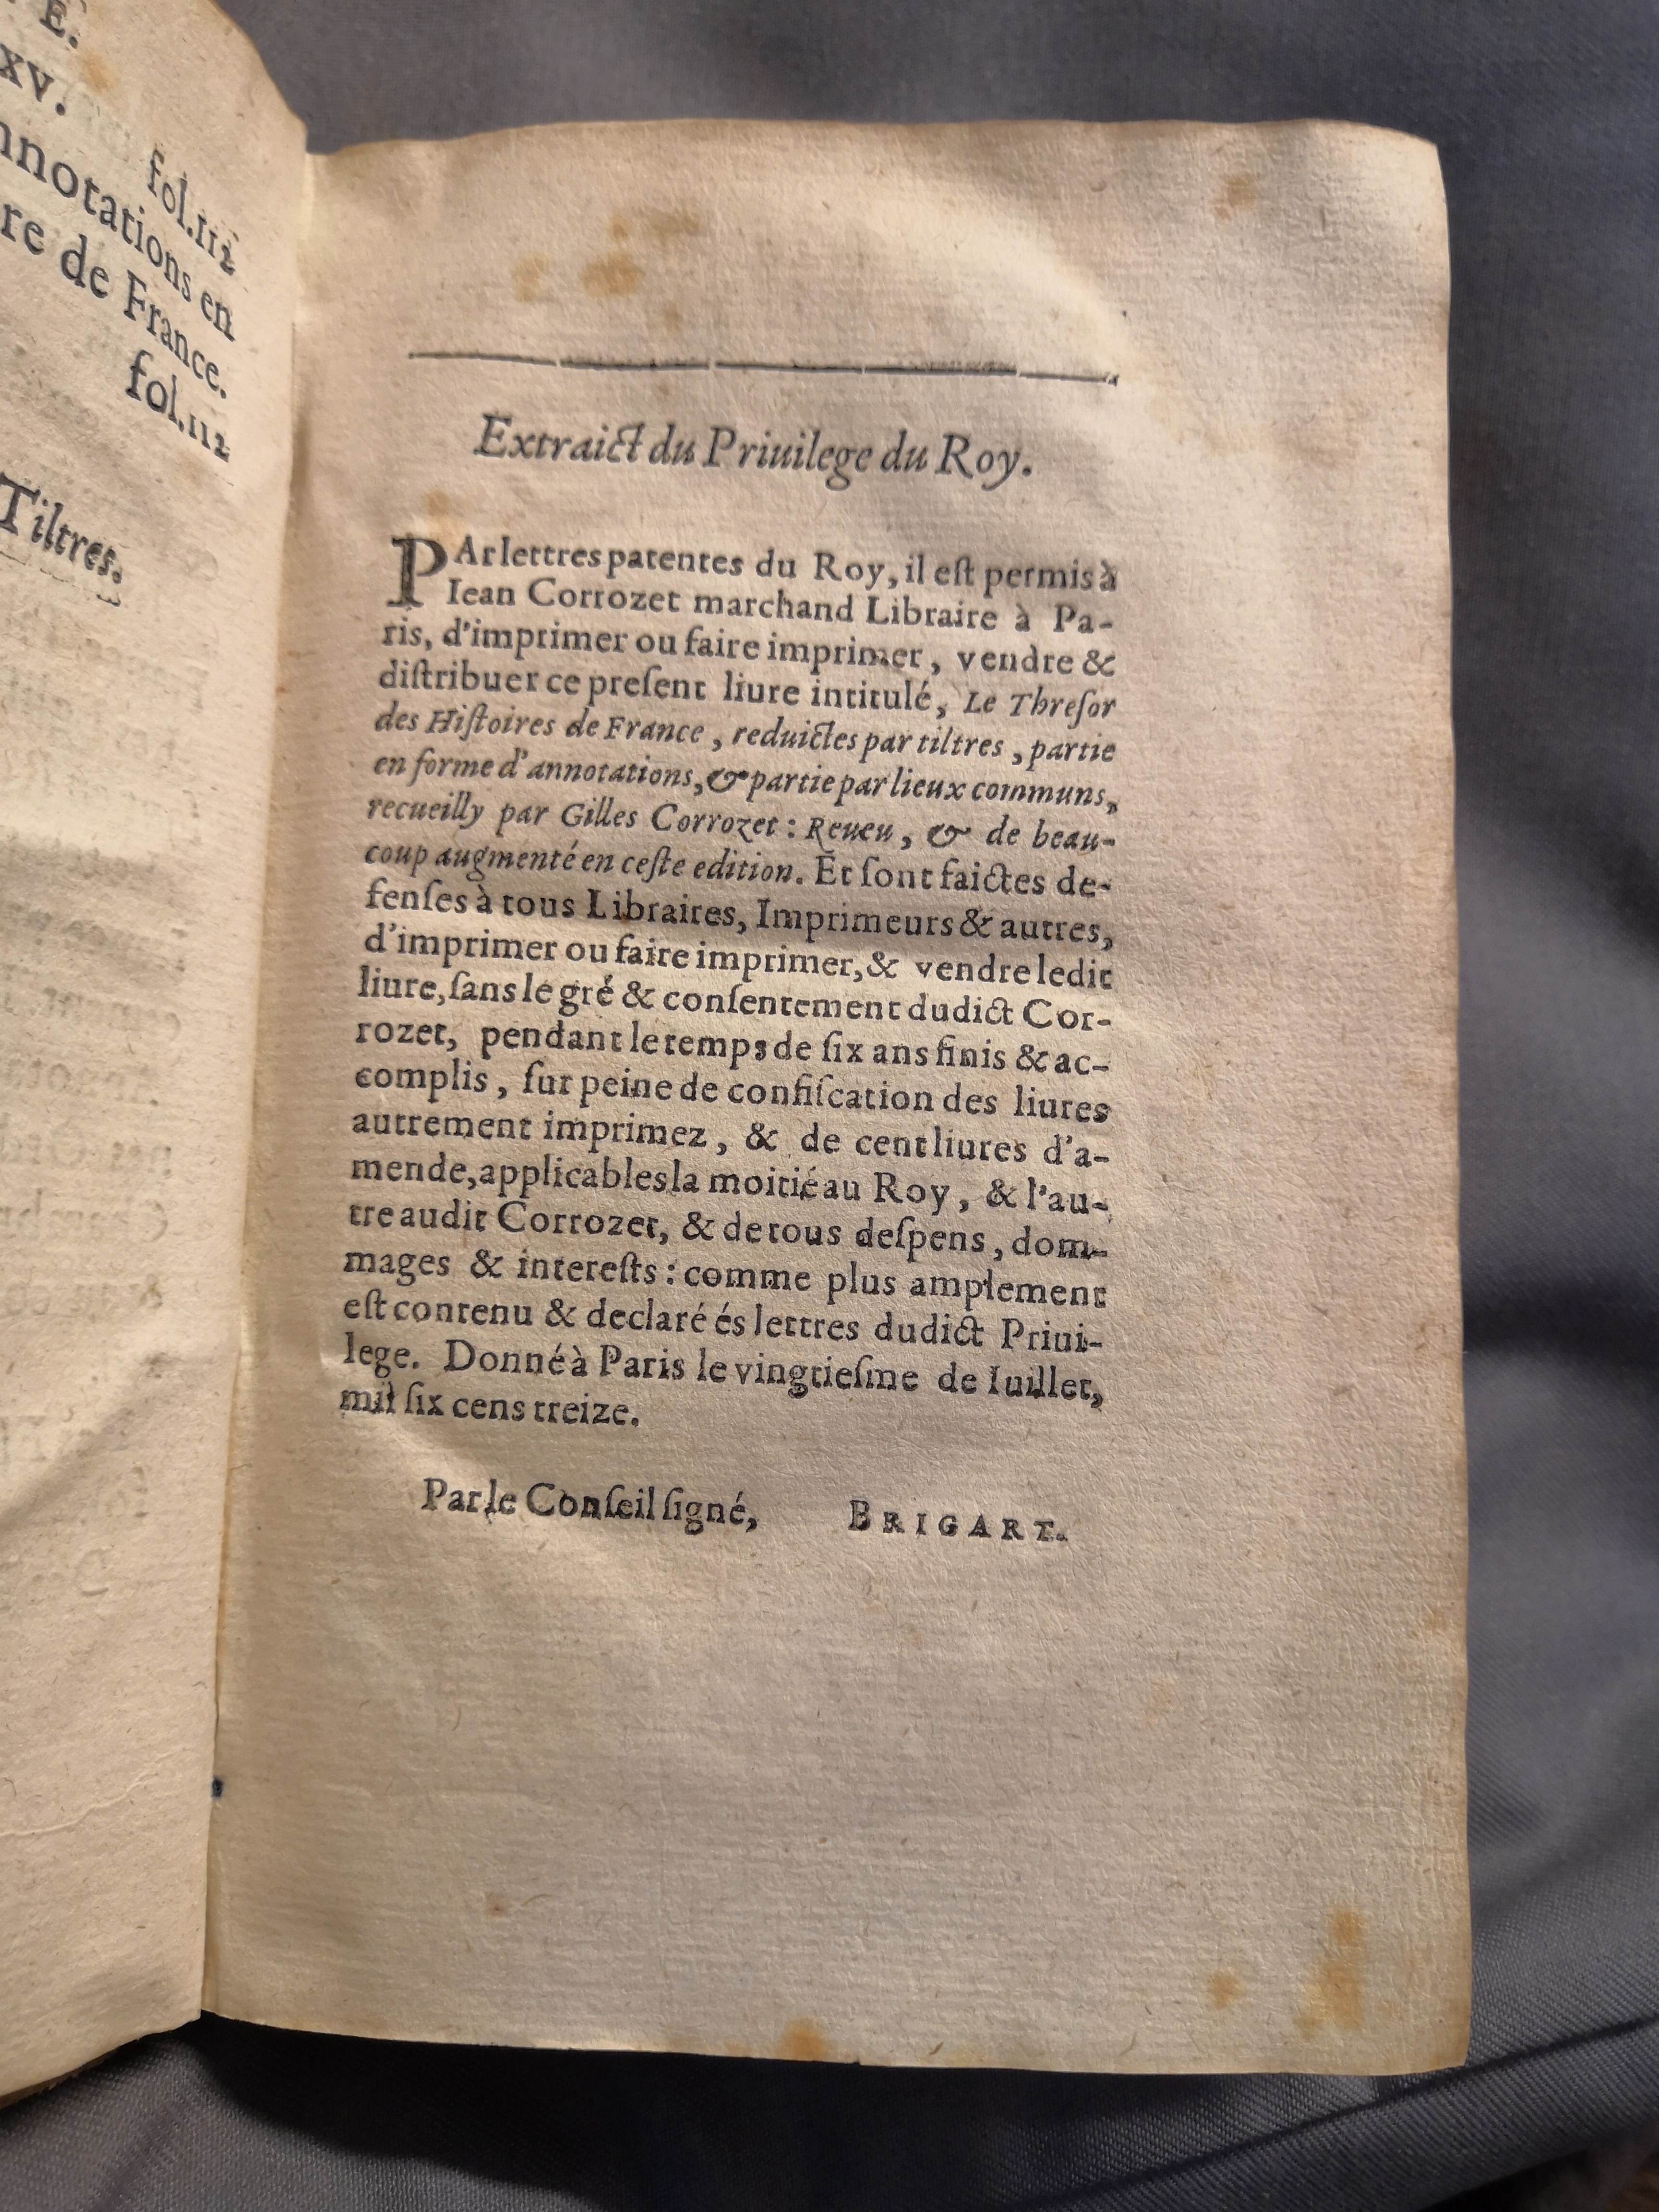 E.
xv.
fol.112
nnotations en
re de France.
fol.112
Tiltres.
Extraict du Priuilege du Roy.
PAr lettres patentes du Roy, il eſt permis à
Iean Corrozet marchand Libraire à Pa-
ris, d'imprimer ou faire imprimer, vendre &
diſtribuer ce preſent liure intitulé, Le Threſor
des Hiſtoires de France, reduictes par tiltres, partie
en forme d'annotations, & partie par lieux communs,
recueilly par Gilles Corrozet: Reueu, & de beau-
coup augmenté en ceſte edition. Et ſont faictes de-
fenſes à tous Libraires, Imprimeurs & autres,
d'imprimer ou faire imprimer, & vendre ledit
liure, ſans le gré & conſentement dudict Cor-
rozet, pendant le temps de ſix ans finis & ac-
complis, ſur peine de confiſcation des liures
autrement imprimez, & de cent liures d'a-
mende, applicables la moitié au Roy, & l'au-
tre audit Corrozet, & de tous deſpens, dom-
mages & intereſts: comme plus amplement
eſt contenu & declaré és lettres dudict Priui-
lege. Donné à Paris le vingtieſme de Iuillet,
mil ſix cens treize.
Par le Conſeil ſigné, BRIGART.